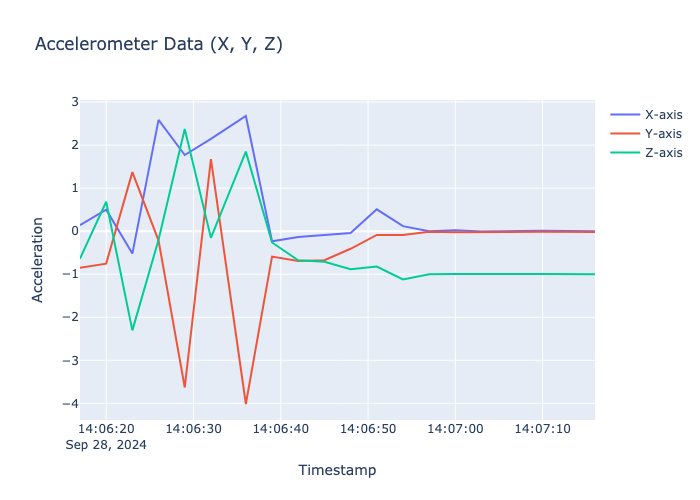 Accelerometer Data (X, Y, Z)
X-axis
Y-axis
Z-axis
3
2
1
0
−1
−2
−3
−4
Acceleration
14:06:20 14:06:30 14:06:40 14:06:50 14:07:00 14:07:10
Sep 28, 2024
Timestamp